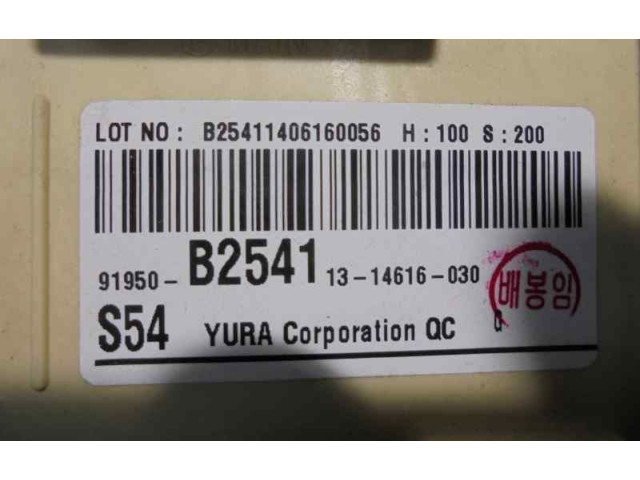 LOT NO : B25411406160056 H : 100 S : 200
91950- B2541 13-14616-030
배봉임
S54 YURA Corporation QC G